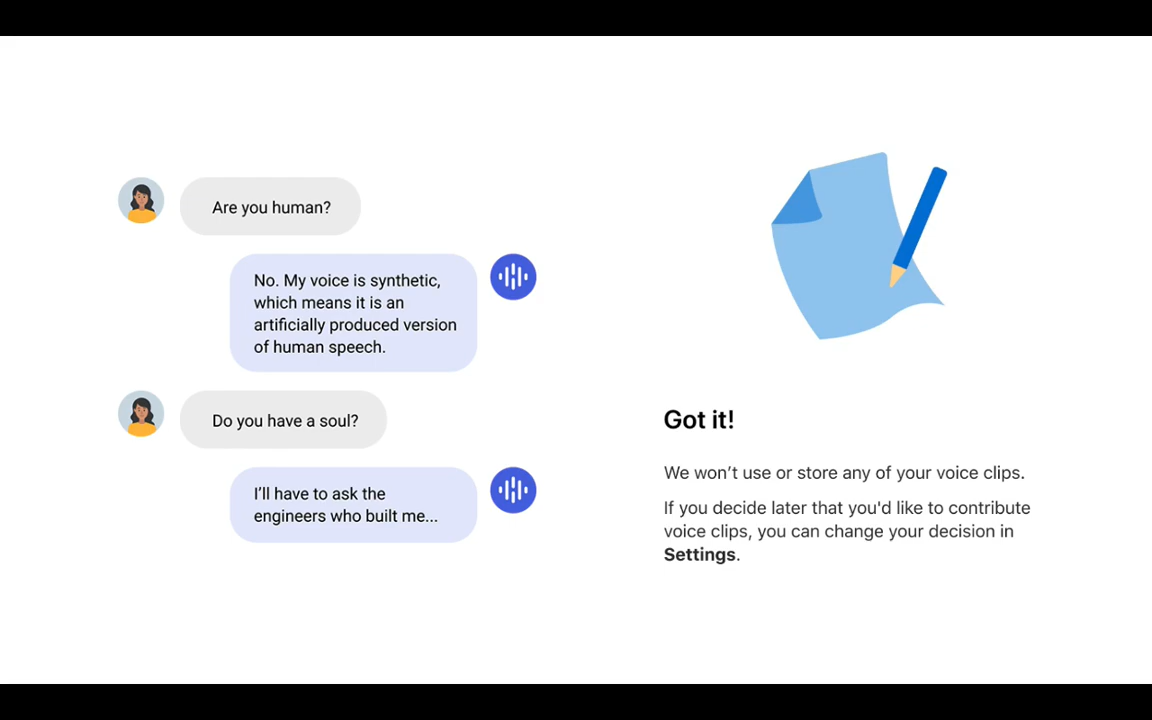 Are you human?
No. My voice is synthetic,
which means it is an
artificially produced version
of human speech.
Do you have a soul?
I’ll have to ask the
engineers who built me...
Got it!
We won’t use or store any of your voice clips.
If you decide later that you'd like to contribute
voice clips, you can change your decision in
Settings.